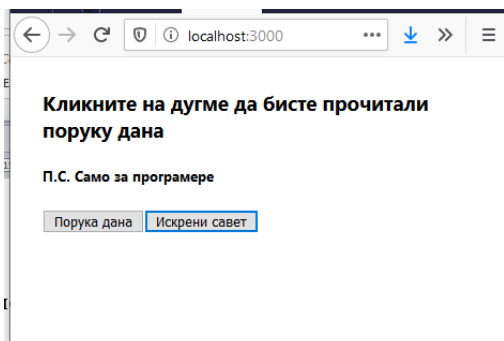 localhost:3000
Кликните на дугме да бисте прочитали
поруку дана
П.С. Само за програмере
Порука дана Искрени савет